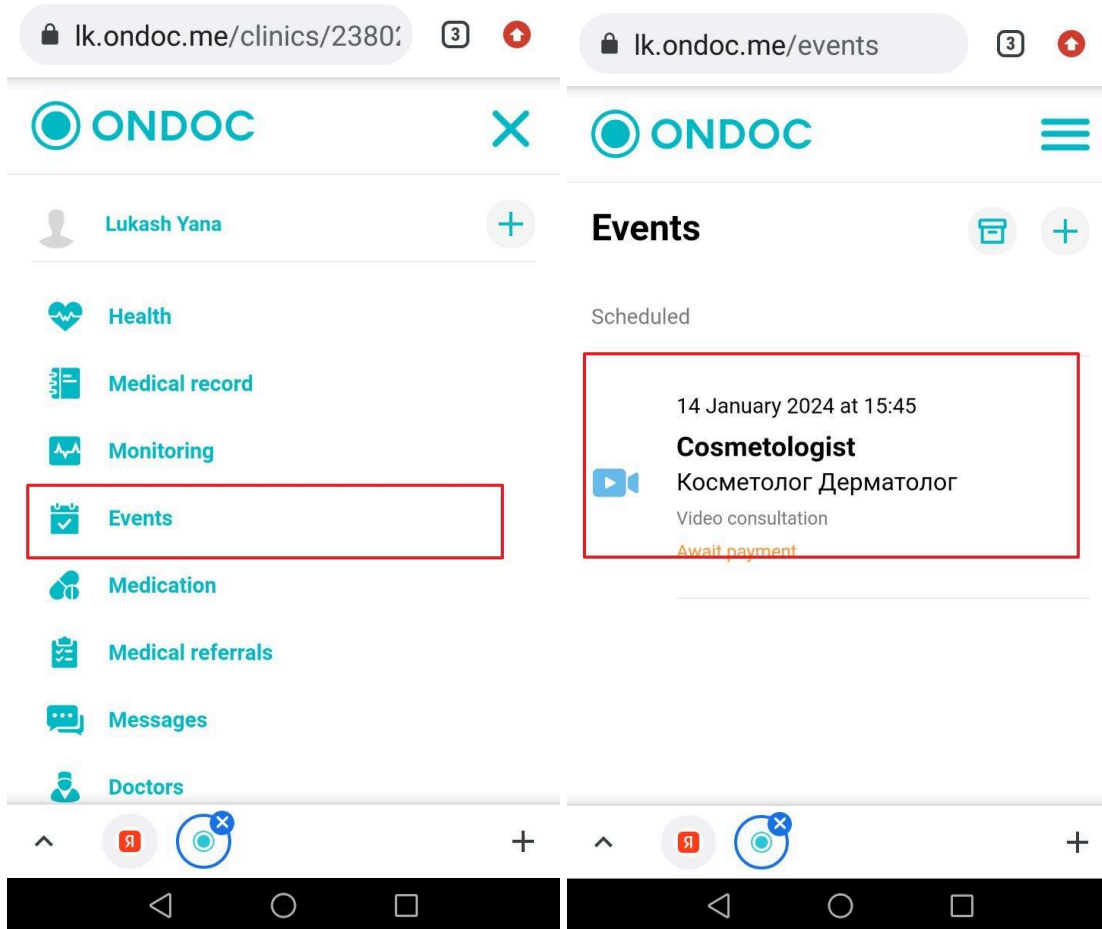 lk.ondoc.me/clinics/23802
3
ONDOC
Lukash Yana
Health
Medical record
Monitoring
Events
Medication
Medical referrals
Messages
Doctors
Я
lk.ondoc.me/events
3
ONDOC
Events
Scheduled
14 January 2024 at 15:45
Cosmetologist
Косметолог Дерматолог
Video consultation
Await payment
Я